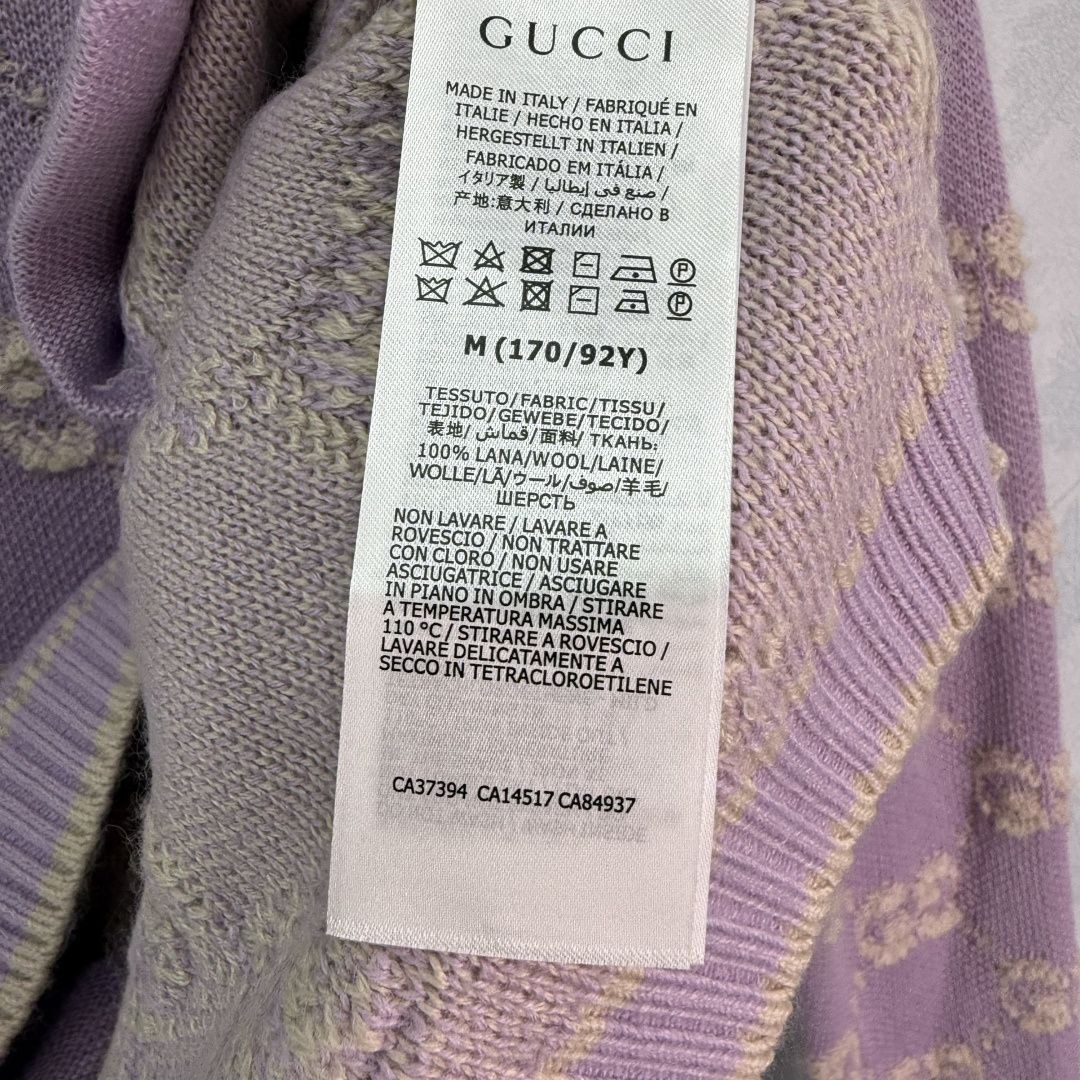 GUCCI
MADE IN ITALY / FABRIQUÉ EN
ITALIE / HECHO EN ITALIA /
HERGESTELLT IN ITALIEN /
FABRICADO EM ITÁLIA /
イタリア製 / صنع في إيطاليا /
产地:意大利 / СДЕЛАНО В
ИТАЛИИ
P
P
M (170/92Y)
TESSUTO/FABRIC/TISSU/
TEJIDO/GEWEBE/TECIDO/
表地/ قماش/面料/ ТКАНЬ:
100% LANA/WOOL/LAINE/
WOLLE/LÃ/ウール/صوف/羊毛/
ШЕРСТЬ
NON LAVARE / LAVARE A
ROVESCIO / NON TRATTARE
CON CLORO / NON USARE
ASCIUGATRICE / ASCIUGARE
IN PIANO IN OMBRA / STIRARE
A TEMPERATURA MASSIMA
110 °C / STIRARE A ROVESCIO /
LAVARE DELICATAMENTE A
SECCO IN TETRACLOROETILENE
CA37394 CA14517 CA84937